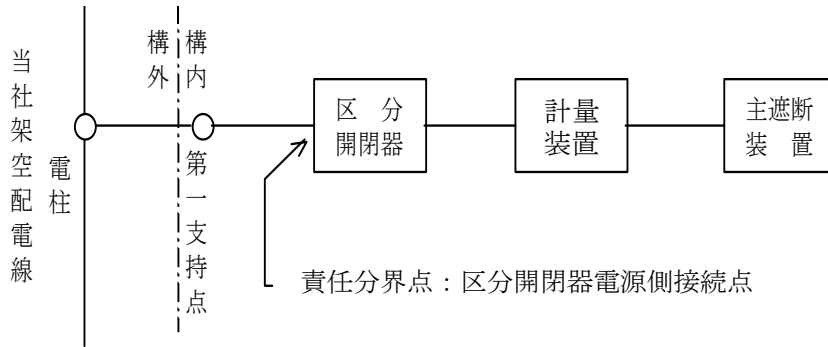 当社架空配電線
電柱
構外
構内
第一支持点
区　分
開閉器
計量
装置
主遮断
装　置
責任分界点：区分開閉器電源側接続点